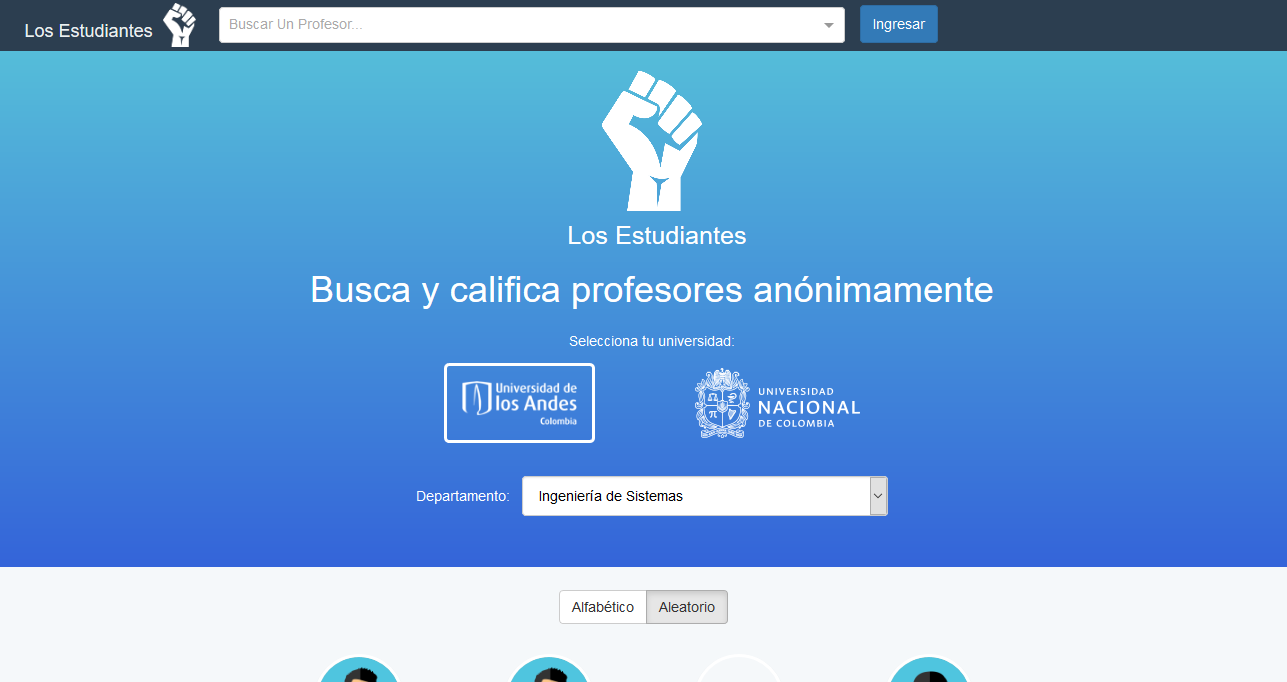 Los Estudiantes
Buscar Un Profesor...
Ingresar
Los Estudiantes
Busca y califica profesores anónimamente
Selecciona tu universidad:
Universidad de
los Andes
Colombia
UNIVERSIDAD
NACIONAL
DE COLOMBIA
Departamento:
Ingeniería de Sistemas
Alfabético
Aleatorio